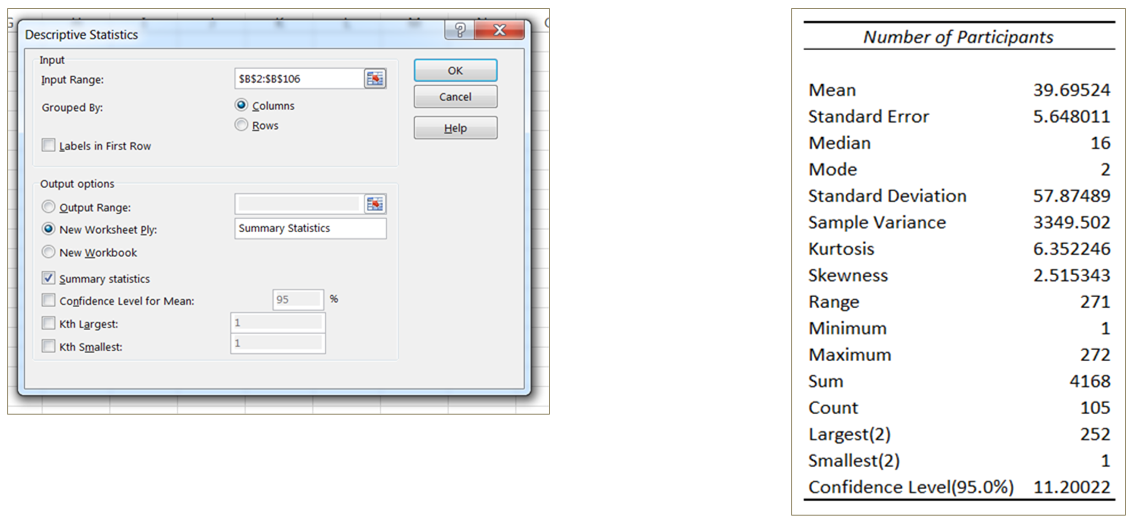 Descriptive Statistics
?
X
Input
Input Range:
$B$2:$B$106
OK
Cancel
Grouped By:
Columns
Rows
Help
Labels in First Row
Output options
Output Range:
New Worksheet Ply:
Summary Statistics
New Workbook
Summary statistics
Confidence Level for Mean:
95
%
Kth Largest:
1
Kth Smallest:
1
Number of Participants
Mean 39.69524
Standard Error 5.648011
Median 16
Mode 2
Standard Deviation 57.87489
Sample Variance 3349.502
Kurtosis 6.352246
Skewness 2.515343
Range 271
Minimum 1
Maximum 272
Sum 4168
Count 105
Largest(2) 252
Smallest(2) 1
Confidence Level(95.0%) 11.20022